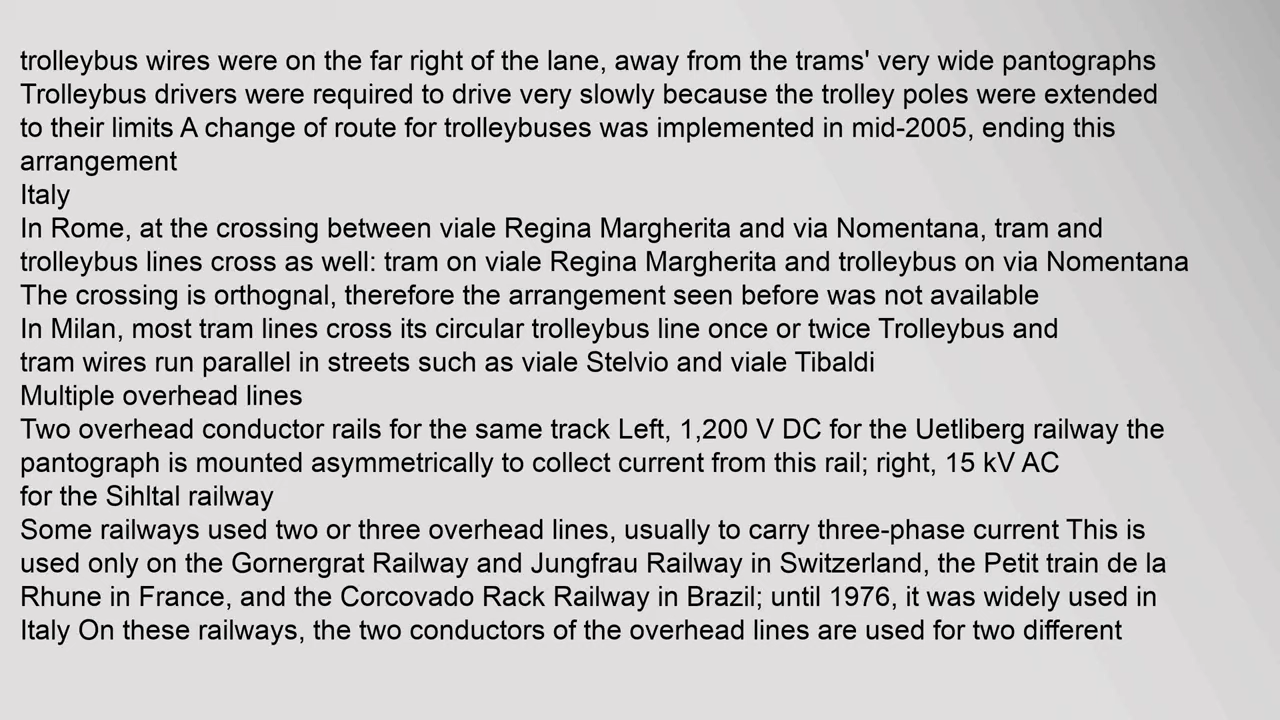 trolleybus wires were on the far right of the lane, away from the trams' very wide pantographs
Trolleybus drivers were required to drive very slowly because the trolley poles were extended
to their limits A change of route for trolleybuses was implemented in mid-2005, ending this
arrangement
Italy
In Rome, at the crossing between viale Regina Margherita and via Nomentana, tram and
trolleybus lines cross as well: tram on viale Regina Margherita and trolleybus on via Nomentana
The crossing is orthognal, therefore the arrangement seen before was not available
In Milan, most tram lines cross its circular trolleybus line once or twice Trolleybus and
tram wires run parallel in streets such as viale Stelvio and viale Tibaldi
Multiple overhead lines
Two overhead conductor rails for the same track Left, 1,200 V DC for the Uetliberg railway the
pantograph is mounted asymmetrically to collect current from this rail; right, 15 kV AC
for the Sihltal railway
Some railways used two or three overhead lines, usually to carry three-phase current This is
used only on the Gornergrat Railway and Jungfrau Railway in Switzerland, the Petit train de la
Rhune in France, and the Corcovado Rack Railway in Brazil; until 1976, it was widely used in
Italy On these railways, the two conductors of the overhead lines are used for two different